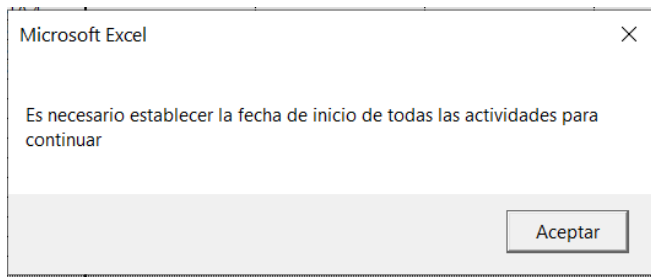 Microsoft Excel
Es necesario establecer la fecha de inicio de todas las actividades para
continuar
Aceptar